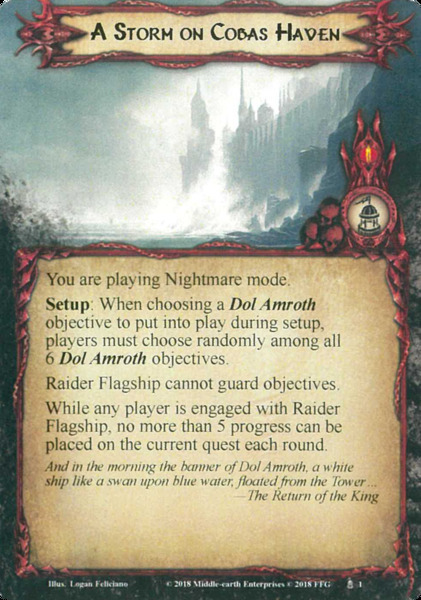 A Storm on Cobas Haven
You are playing Nightmare mode.
Setup: When choosing a Dol Amroth
objective to put into play during setup,
players must choose randomly among all
6 Dol Amroth objectives.
Raider Flagship cannot guard objectives.
While any player is engaged with Raider
Flagship, no more than 5 progress can be
placed on the current quest each round.
And in the morning the banner of Dol Amroth, a white
ship like a swan upon blue water, floated from the Tower...
—The Return of the King
Illus. Logan Feliciano © 2018 Middle-earth Enterprises © 2018 FFG 1